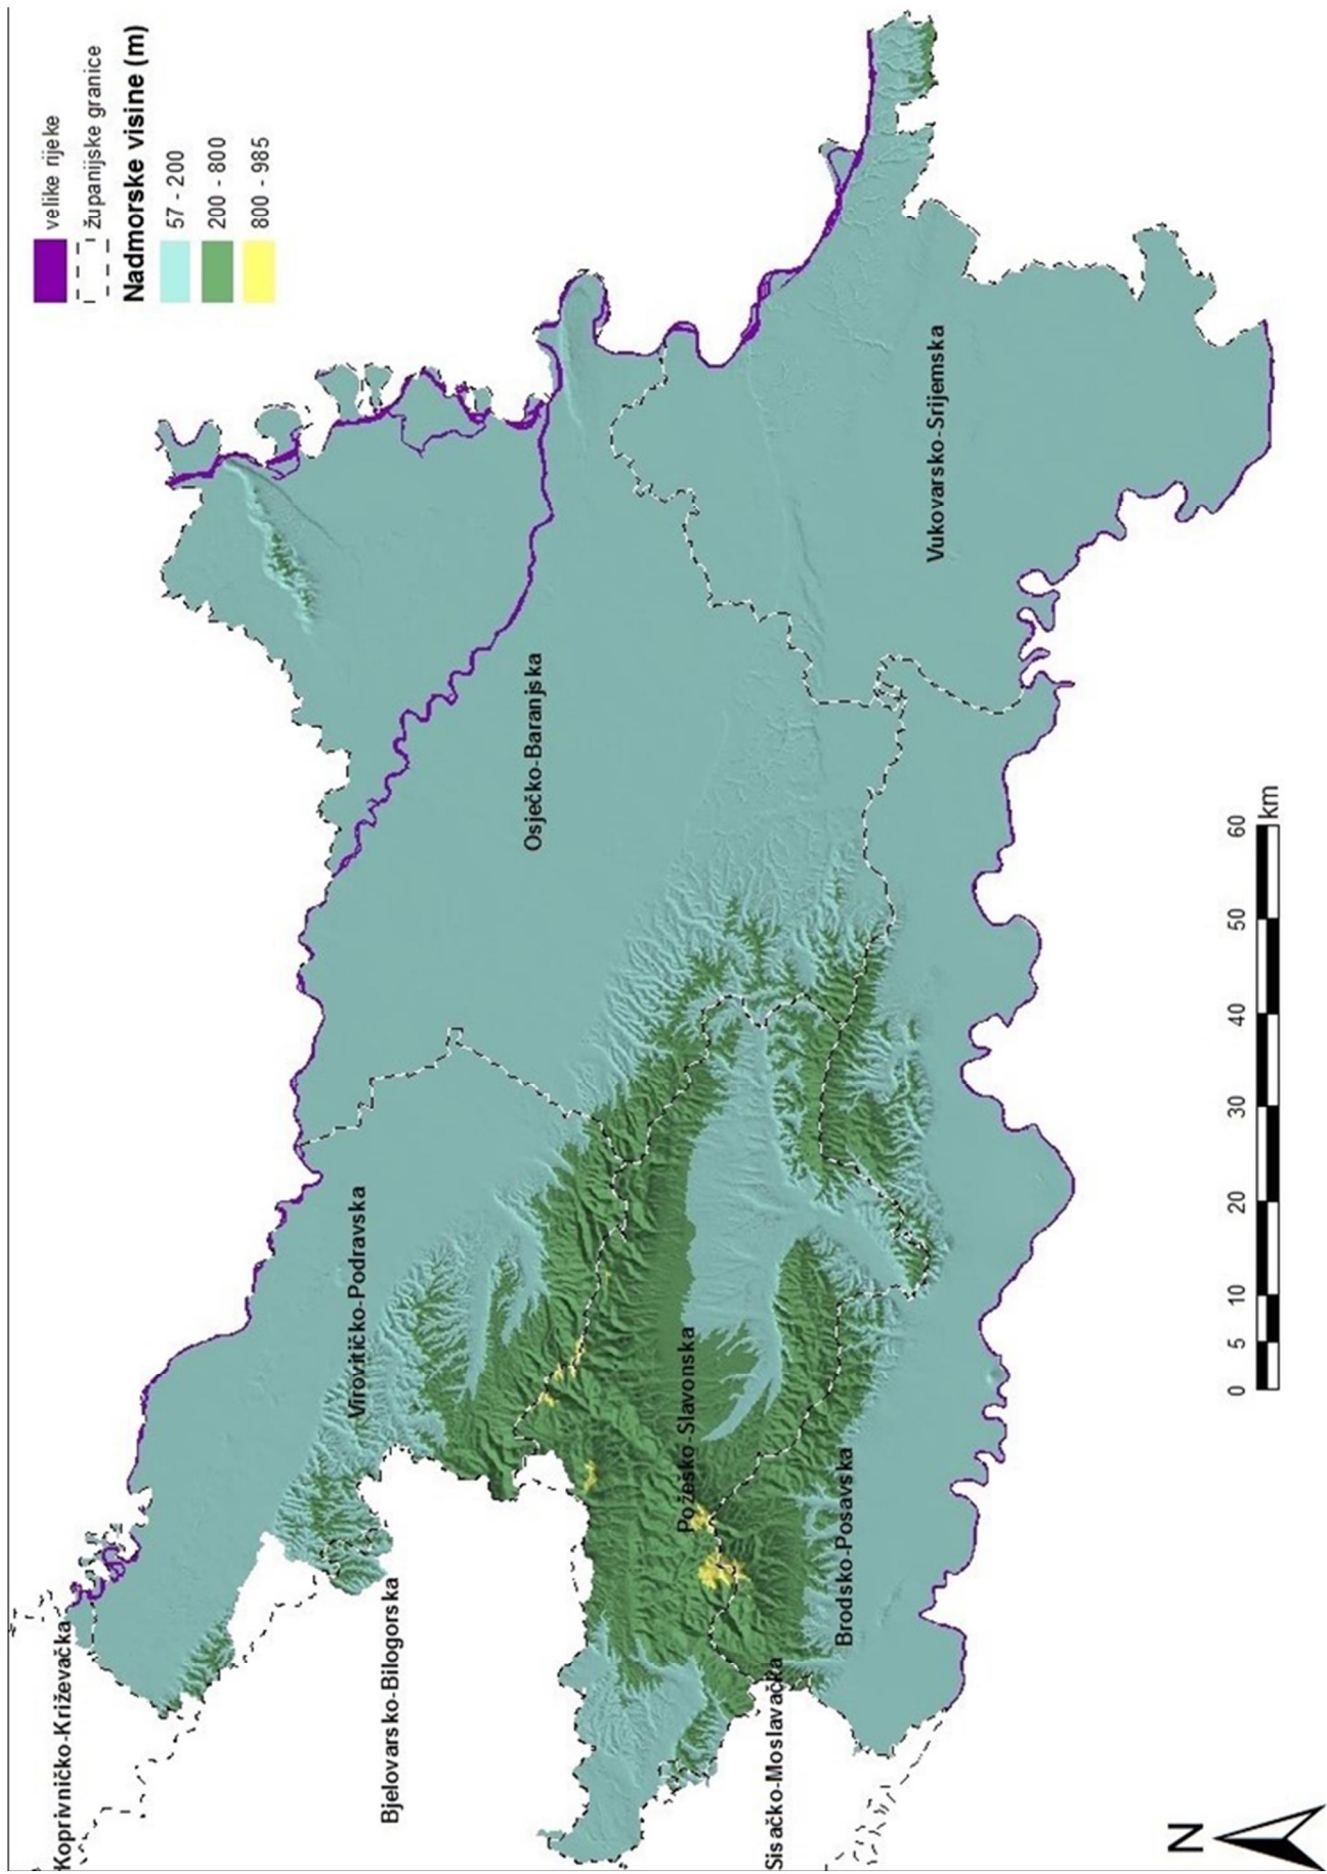 velike rijeke
županijske granice
Nadmorske visine (m)
57 - 200
200 - 800
800 - 985
Koprivničko-Križevačka
Virovitičko-Podravska
Bjelovarsko-Bilogorska
Osječko-Baranjska
Požeško-Slavonska
Vukovarsko-Srijemska
Brodsko-Posavska
Sisačko-Moslavačka
N
0 5 10 20 30 40 50 60
km